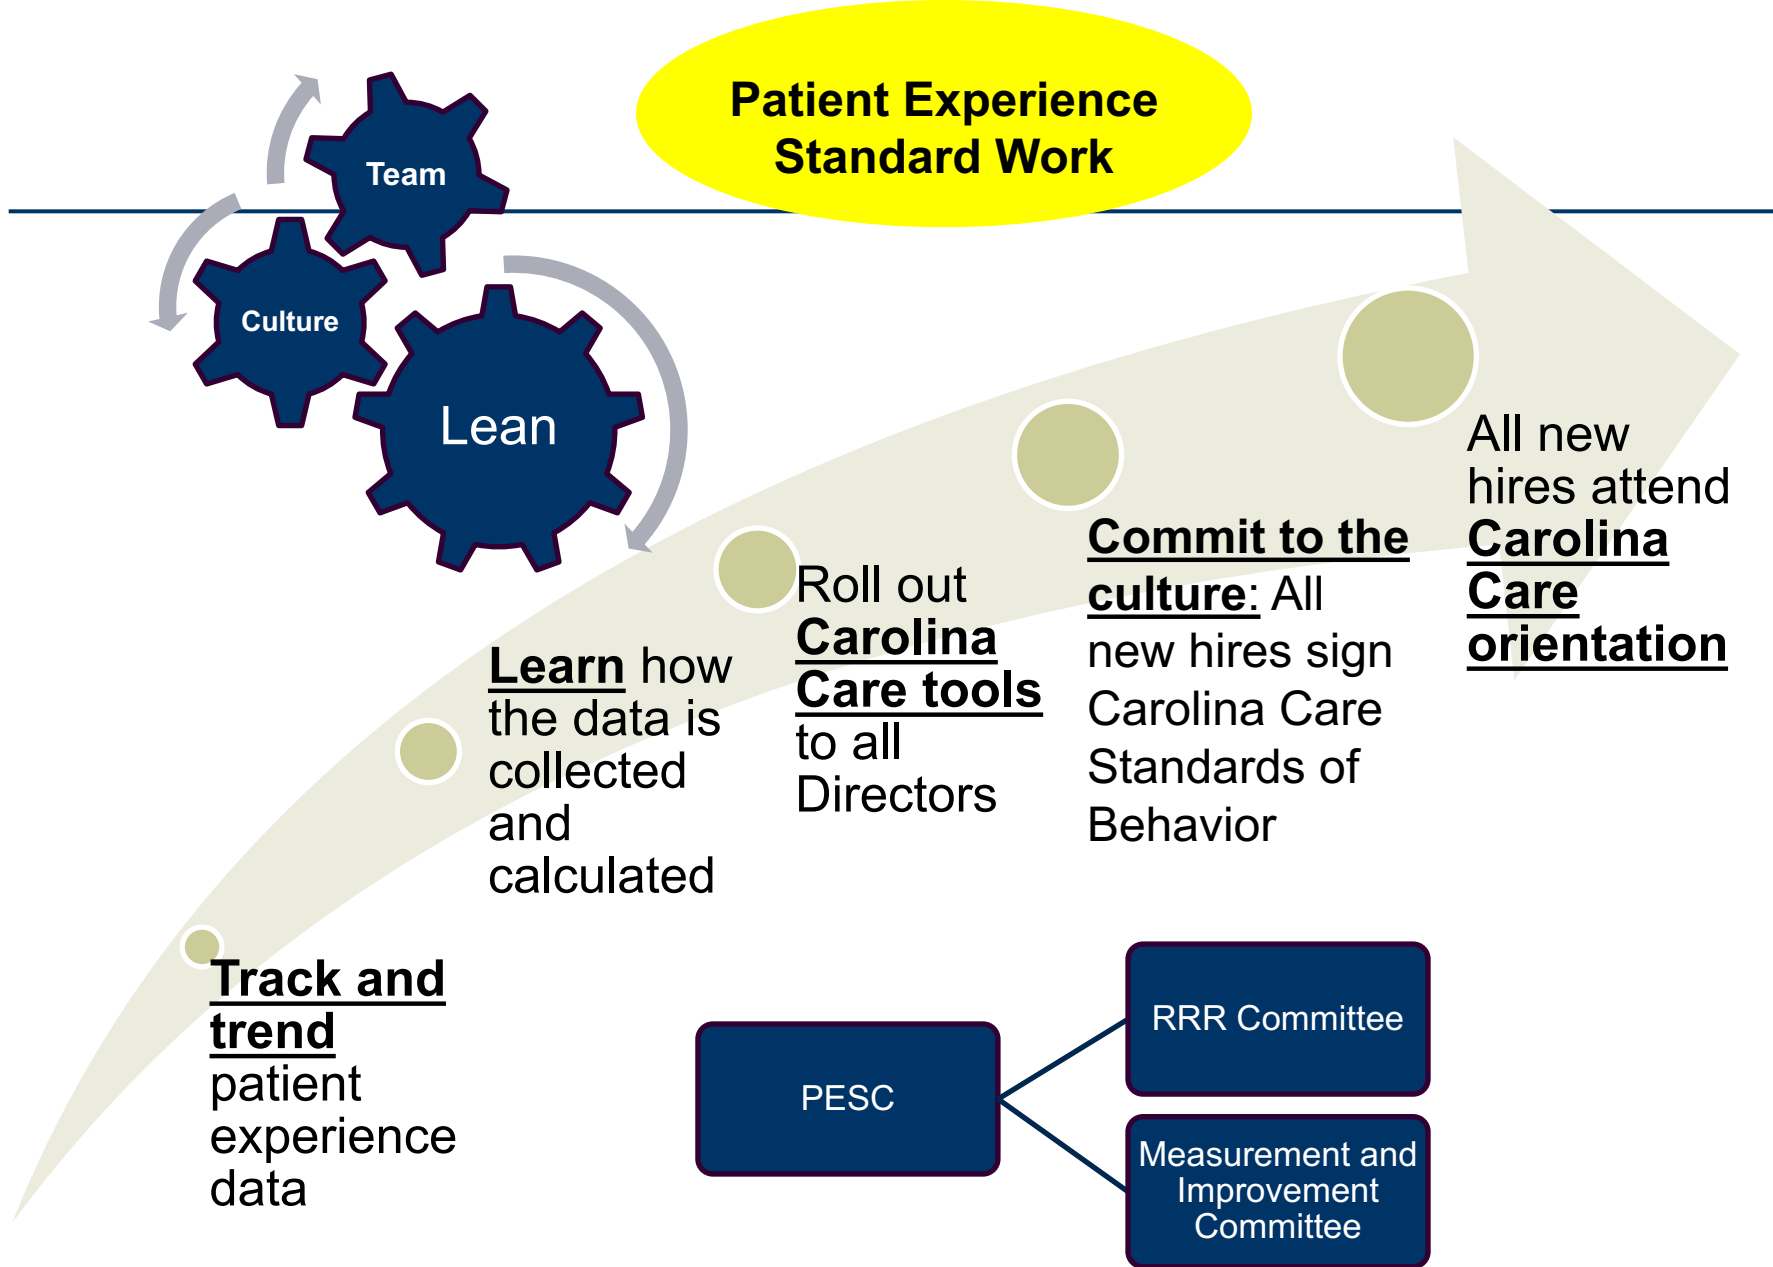 Patient Experience
Standard Work
Team
Culture
Lean
Track and
trend
patient
experience
data
Learn how
the data is
collected
and
calculated
Roll out
Carolina
Care tools
to all
Directors
Commit to the
culture: All
new hires sign
Carolina Care
Standards of
Behavior
All new
hires attend
Carolina
Care
orientation
PESC
RRR Committee
Measurement and
Improvement
Committee